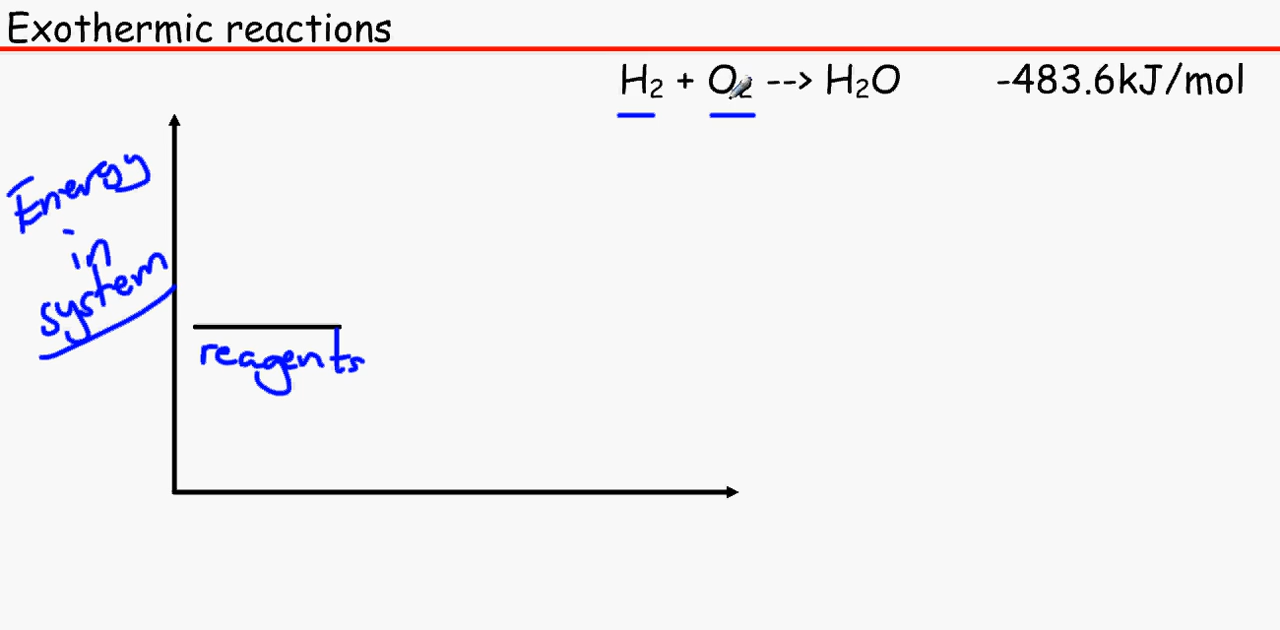 Exothermic reactions
H₂ + O₂ --> H₂O -483.6kJ/mol
Energy
in
system
reagents